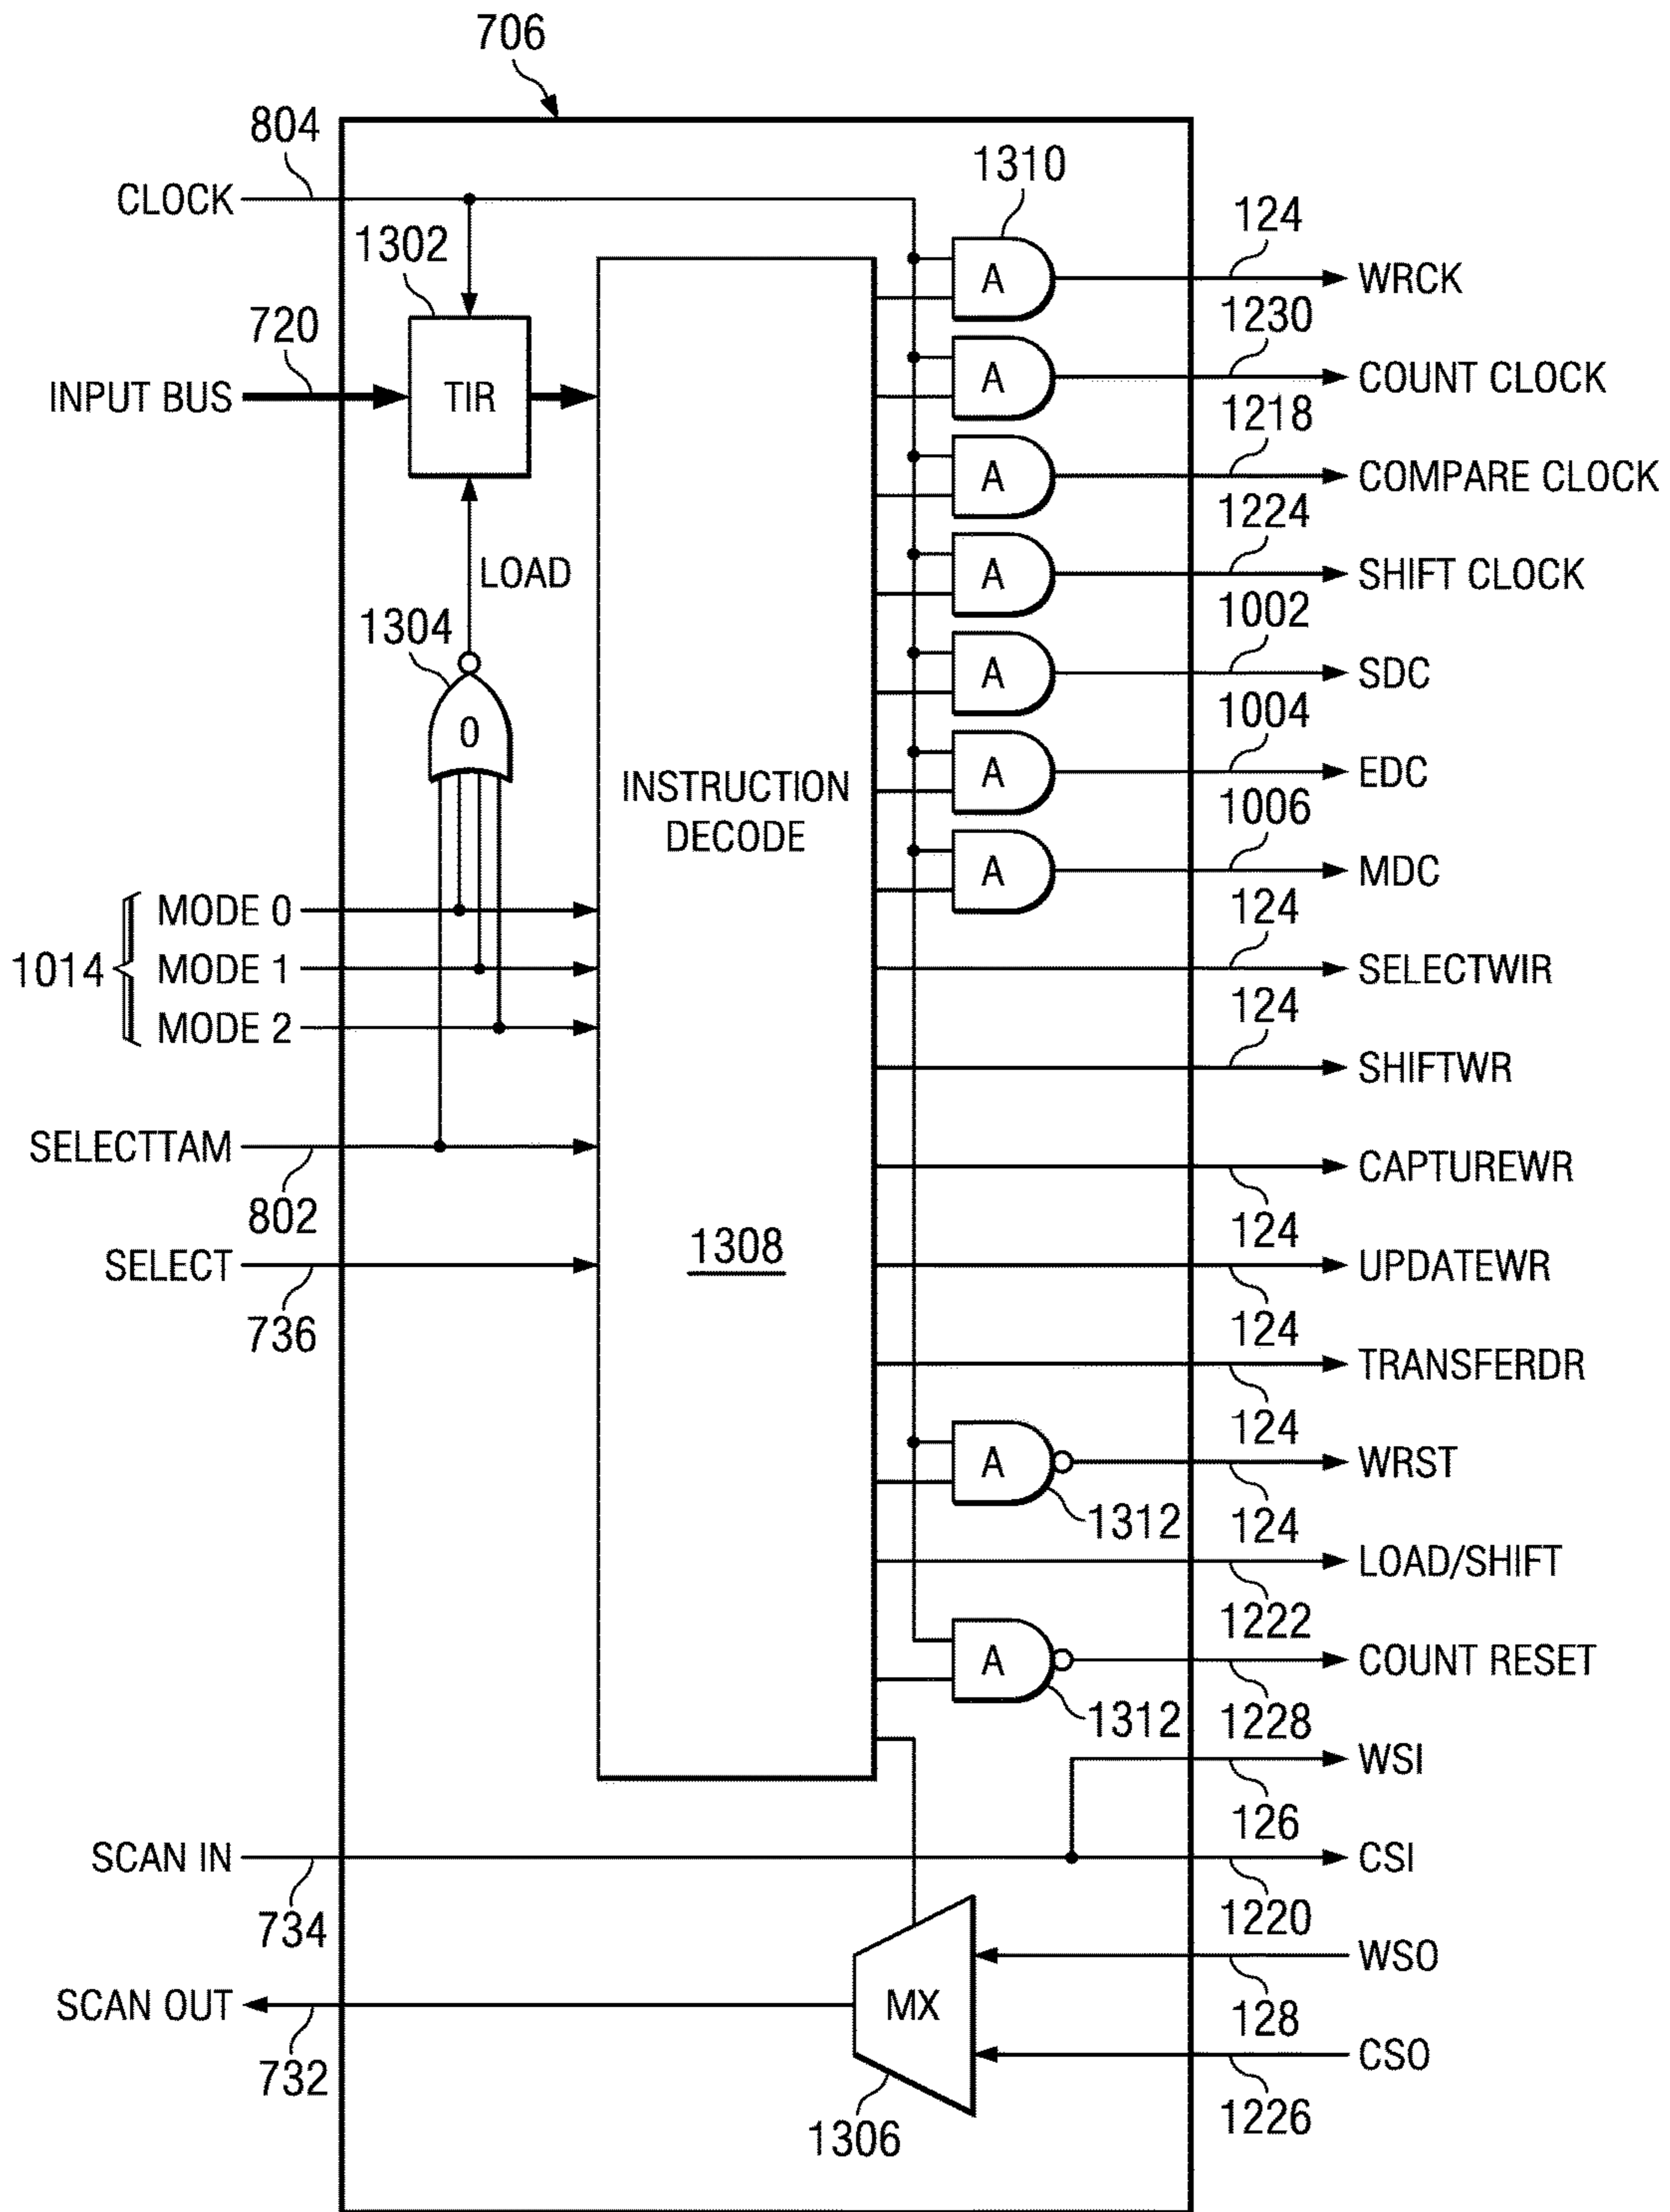 706
804
CLOCK
1310
124
WRCK
1302
1230
720
INPUT BUS
TIR
A
A
COUNT CLOCK
1218
A
COMPARE CLOCK
1224
LOAD
A
SHIFT CLOCK
1304
1002
A
SDC
0
1004
INSTRUCTION
DECODE
A
EDC
1006
A
MDC
1014
MODE 0
MODE 1
MODE 2
124
SELECTWIR
124
SHIFTWR
SELECTTAM
802
CAPTUREWR
124
SELECT
736
1308
UPDATEWR
124
TRANSFERDR
124
A
WRST
1312
124
LOAD/SHIFT
1222
A
COUNT RESET
1312
1228
WSI
126
SCAN IN
734
CSI
1220
WSO
128
SCAN OUT
732
MX
CSO
1306
1226